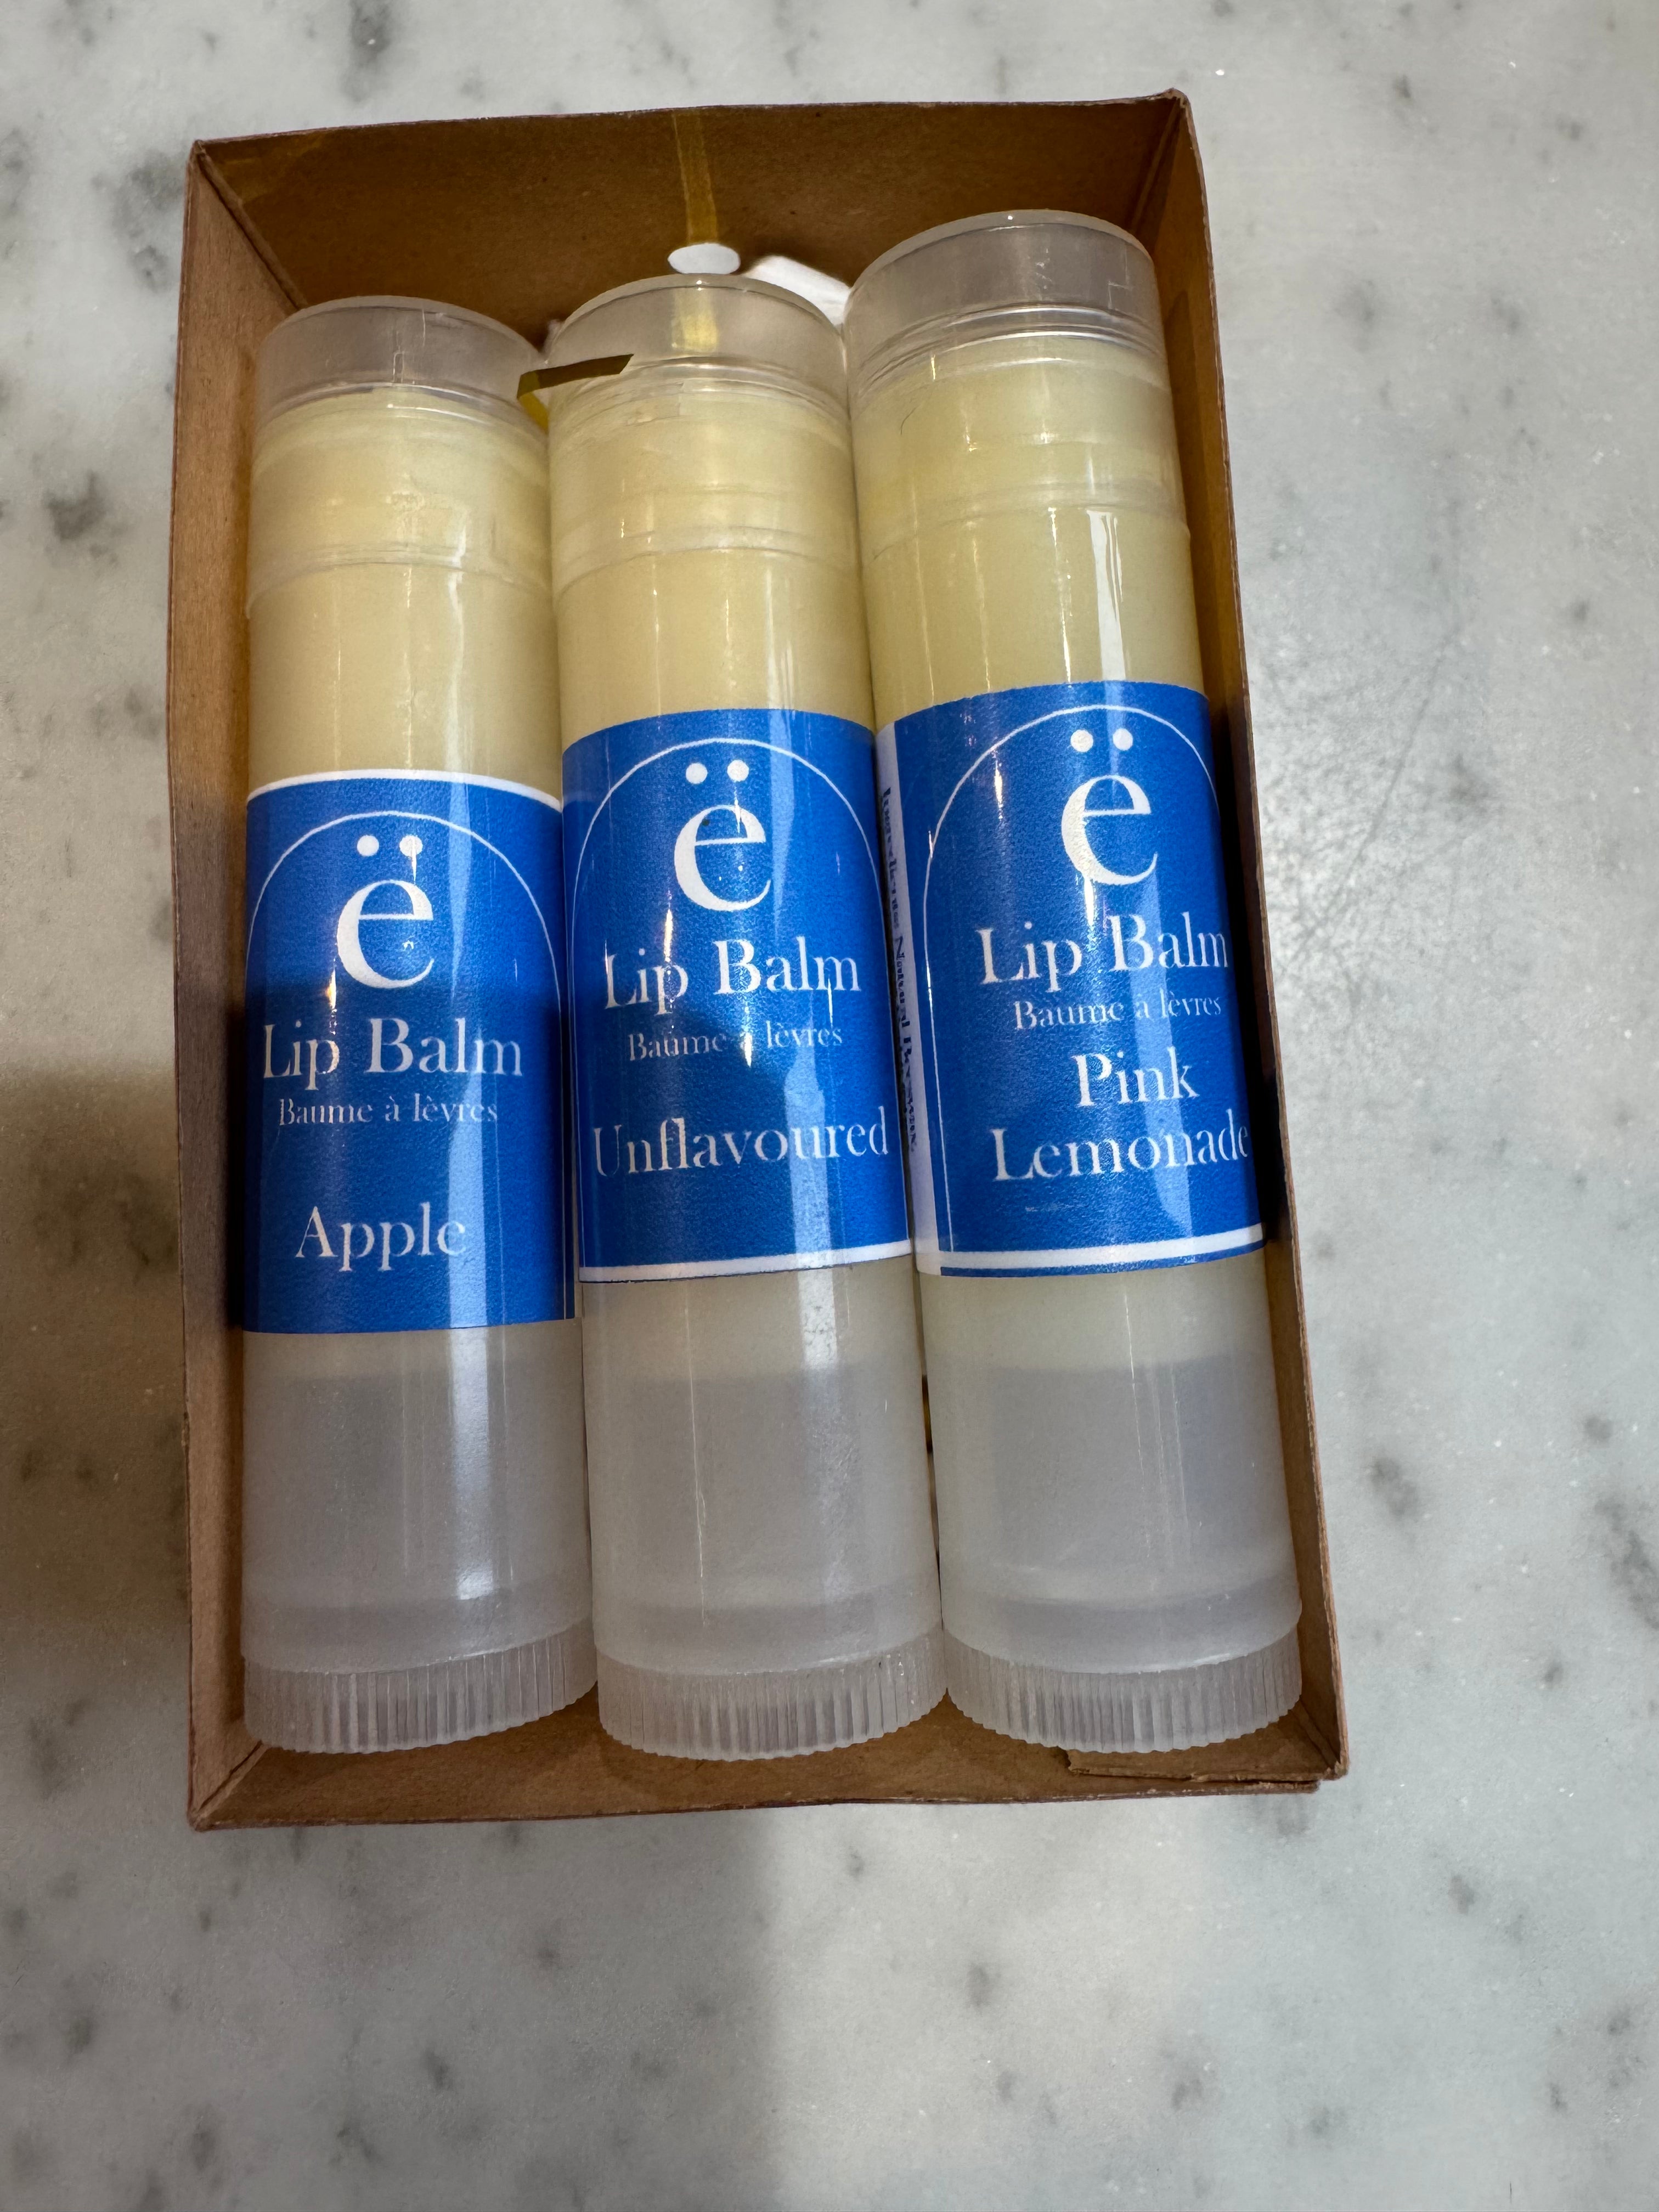 ë
Lip Balm
Baume à lèvres
Apple
ë
Lip Balm
Baume à lèvres
Unflavoured
ë
Lip Balm
Baume à lèvres
Pink
Lemonade